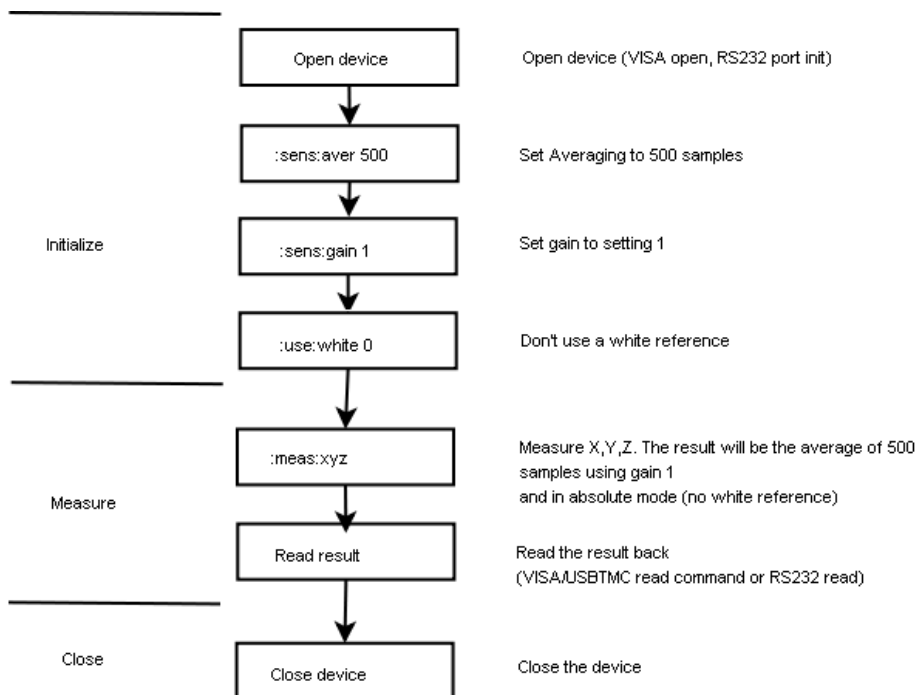 Open device
Open device (VISA open, RS232 port init)
:sens:aver 500
Set Averaging to 500 samples
Initialize
:sens:gain 1
Set gain to setting 1
:use:white 0
Don't use a white reference
:meas:xyz
Measure X,Y,Z. The result will be the average of 500
samples using gain 1
and in absolute mode (no white reference)
Measure
Read result
Read the result back
(VISA/USBTMC read command or RS232 read)
Close
Close device
Close the device